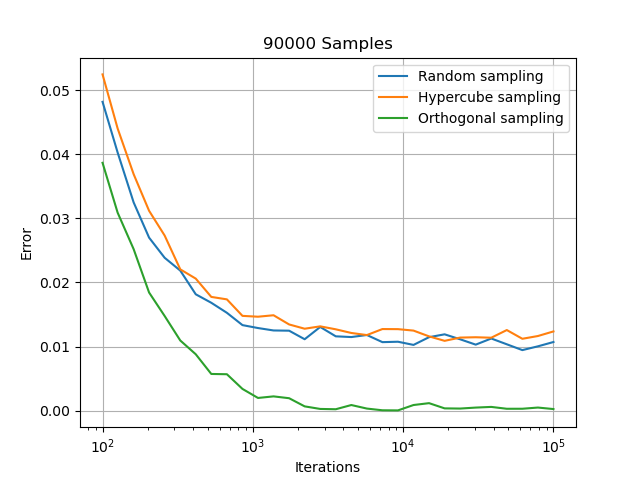 90000 Samples
Random sampling
Hypercube sampling
Orthogonal sampling
0.05
0.04
0.03
0.02
0.01
0.00
Error
10²
10³
10⁴
10⁵
Iterations